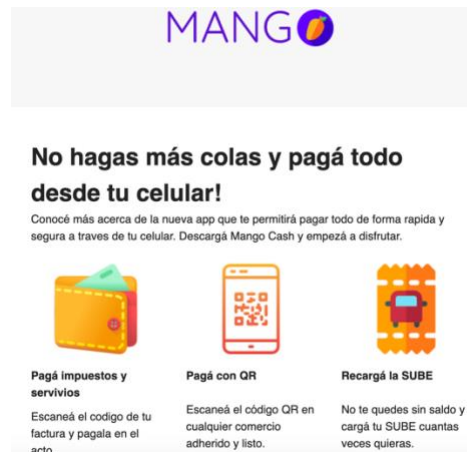 MANGO
No hagas más colas y pagá todo
desde tu celular!
Conocé más acerca de la nueva app que te permitirá pagar todo de forma rapida y
segura a traves de tu celular. Descargá Mango Cash y empezá a disfrutar.
Pagá impuestos y
servivios
Escaneá el codigo de tu
factura y pagala en el
acto.
Pagá con QR
Escaneá el código QR en
cualquier comercio
adherido y listo.
Recargá la SUBE
No te quedes sin saldo y
cargá tu SUBE cuantas
veces quieras.